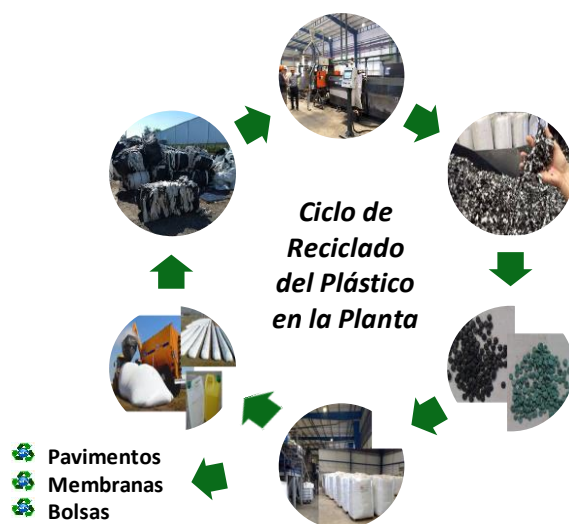 Ciclo de
Reciclado
del Plástico
en la Planta
Pavimentos
Membranas
Bolsas